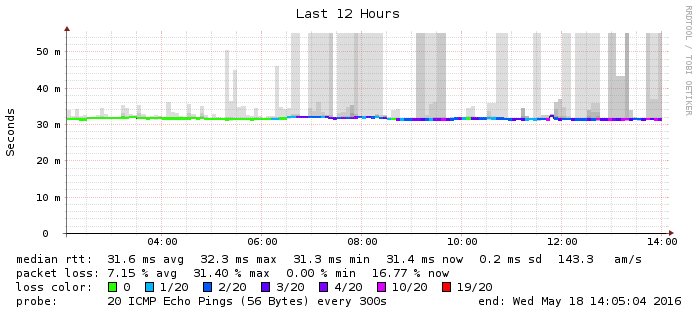 Last 12 Hours
RRDTOOL / TOBI OETIKER
Seconds
50 m
40 m
30 m
20 m
10 m
0
04:00 06:00 08:00 10:00 12:00 14:00
median rtt: 31.6 ms avg 32.3 ms max 31.3 ms min 31.4 ms now 0.2 ms sd 143.3 am/s
packet loss: 7.15 % avg 31.40 % max 0.00 % min 16.77 % now
loss color: 0 1/20 2/20 3/20 4/20 10/20 19/20
probe: 20 ICMP Echo Pings (56 Bytes) every 300s end: Wed May 18 14:05:04 2016